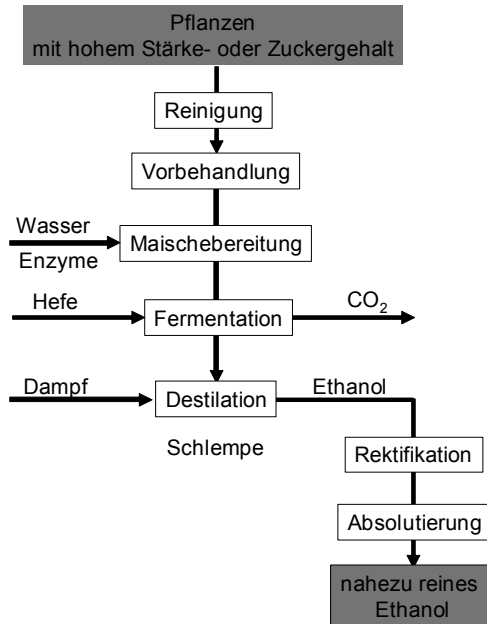 Pflanzen
mit hohem Stärke- oder Zuckergehalt
Reinigung
Vorbehandlung
Wasser
Enzyme
Maischebereitung
Hefe
Fermentation
CO₂
Dampf
Destilation
Ethanol
Schlempe
Rektifikation
Absolutierung
nahezu reines
Ethanol